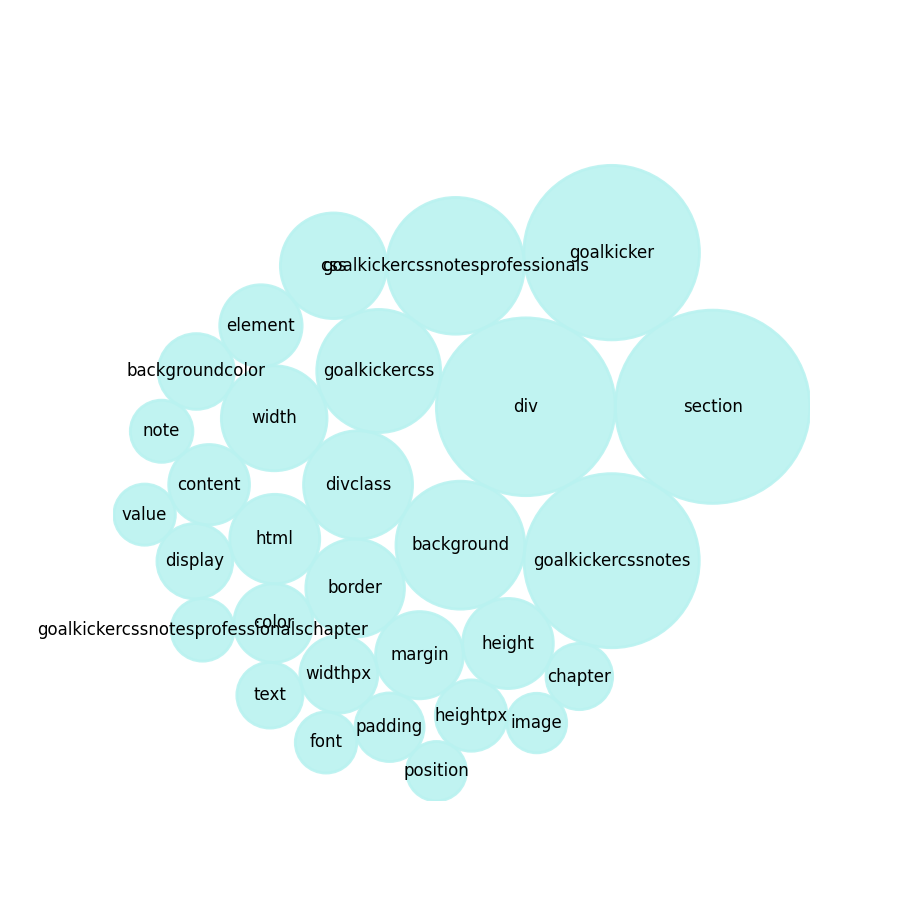 goalkicker
css
goalkickercssnotesprofessionals
element
backgroundcolor
goalkickercss
div
section
width
note
content
divclass
value
html
background
display
goalkickercssnotes
border
color
goalkickercssnotesprofessionalschapter
height
margin
widthpx
chapter
text
heightpx
image
padding
font
position